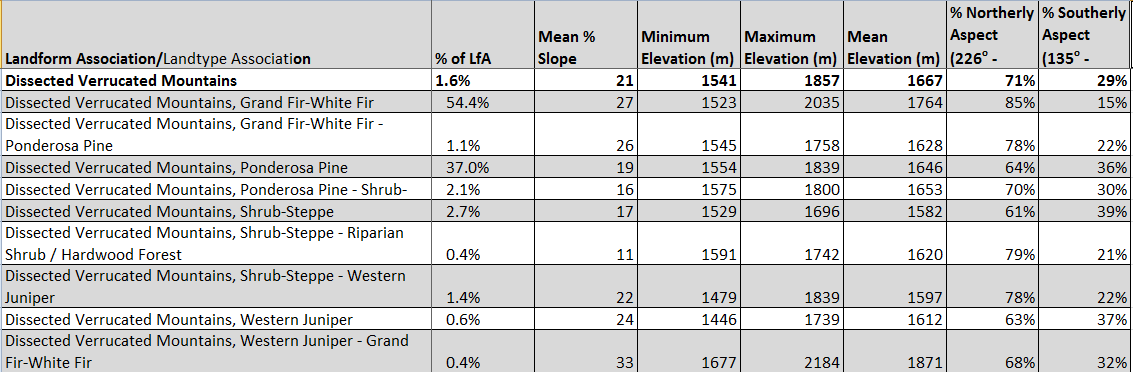 Landform Association/Landtype Association % of LfA Mean % Slope Minimum Elevation (m) Maximum Elevation (m) Mean Elevation (m) % Northerly Aspect (226° - % Southerly Aspect (135° -
Dissected Verrucated Mountains 1.6% 21 1541 1857 1667 71% 29%
Dissected Verrucated Mountains, Grand Fir-White Fir 54.4% 27 1523 2035 1764 85% 15%
Dissected Verrucated Mountains, Grand Fir-White Fir -
Ponderosa Pine 1.1% 26 1545 1758 1628 78% 22%
Dissected Verrucated Mountains, Ponderosa Pine 37.0% 19 1554 1839 1646 64% 36%
Dissected Verrucated Mountains, Ponderosa Pine - Shrub- 2.1% 16 1575 1800 1653 70% 30%
Dissected Verrucated Mountains, Shrub-Steppe 2.7% 17 1529 1696 1582 61% 39%
Dissected Verrucated Mountains, Shrub-Steppe - Riparian
Shrub / Hardwood Forest 0.4% 11 1591 1742 1620 79% 21%
Dissected Verrucated Mountains, Shrub-Steppe - Western
Juniper 1.4% 22 1479 1839 1597 78% 22%
Dissected Verrucated Mountains, Western Juniper 0.6% 24 1446 1739 1612 63% 37%
Dissected Verrucated Mountains, Western Juniper - Grand
Fir-White Fir 0.4% 33 1677 2184 1871 68% 32%